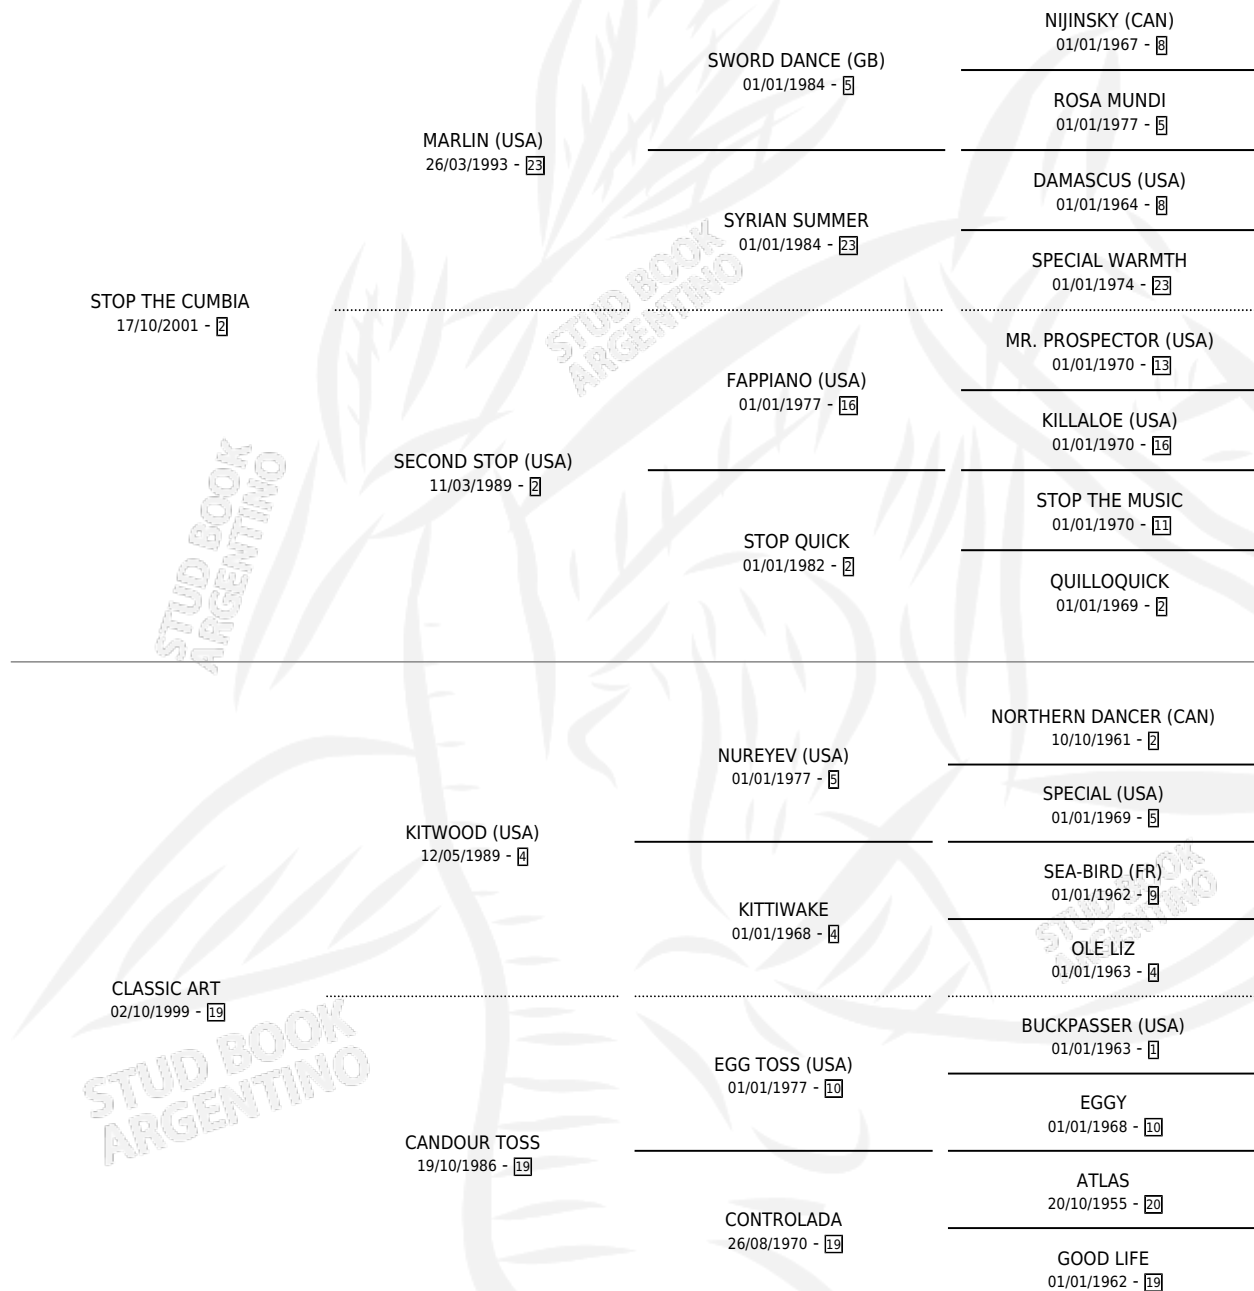 NIJINSKY (CAN)
01/01/1967 - 8
SWORD DANCE (GB)
01/01/1984 - 5
ROSA MUNDI
01/01/1977 - 5
MARLIN (USA)
26/03/1993 - 23
DAMASCUS (USA)
01/01/1964 - 8
SYRIAN SUMMER
01/01/1984 - 23
SPECIAL WARMTH
01/01/1974 - 23
STOP THE CUMBIA
17/10/2001 - 2
STUD BOOK
ARGENTINO
MR. PROSPECTOR (USA)
01/01/1970 - 13
FAPPIANO (USA)
01/01/1977 - 16
KILLALOE (USA)
01/01/1970 - 16
SECOND STOP (USA)
11/03/1989 - 2
STOP THE MUSIC
01/01/1970 - 11
STOP QUICK
01/01/1982 - 2
QUILLOQUICK
01/01/1969 - 2
STUD BOOK
ARGENTINO
NORTHERN DANCER (CAN)
10/10/1961 - 2
NUREYEV (USA)
01/01/1977 - 5
SPECIAL (USA)
01/01/1969 - 5
KITWOOD (USA)
12/05/1989 - 4
SEA-BIRD (FR)
01/01/1962 - 9
KITTIWAKE
01/01/1968 - 4
STUD BOOK
ARGENTINO
OLE LIZ
01/01/1963 - 4
CLASSIC ART
02/10/1999 - 19
BUCKPASSER (USA)
01/01/1963 - 1
EGG TOSS (USA)
01/01/1977 - 10
EGGY
01/01/1968 - 10
STUD BOOK
ARGENTINO
CANDOUR TOSS
19/10/1986 - 19
ATLAS
20/10/1955 - 20
CONTROLADA
26/08/1970 - 19
GOOD LIFE
01/01/1962 - 19